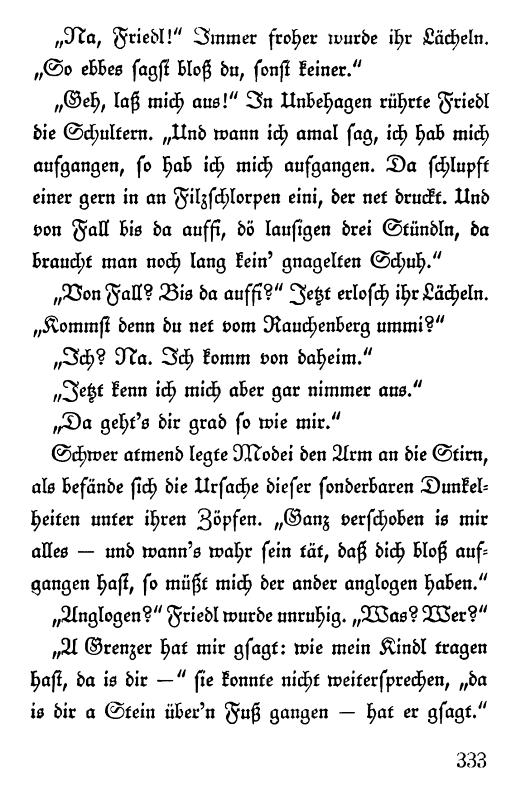 „Na, Friedl!“ Immer froher wurde ihr Lächeln.
„So ebbes sagst bloß du, sonst keiner.“
„Geh, laß mich aus!“ In Unbehagen rührte Friedl
die Schultern. „Und wann ich amal sag, ich hab mich
aufgangen, so hab ich mich aufgangen. Da schlupft
einer gern in an Filzschlorpen eini, der net druckt. Und
von Fall bis da auffi, dö lausigen drei Stündln, da
braucht man noch lang kein’ gnagelten Schuh.“
„Von Fall? Bis da auffi?“ Jetzt erlosch ihr Lächeln.
„Kommst denn du net vom Rauchenberg ummi?“
„Ich? Na. Ich komm von daheim.“
„Jetzt kenn ich mich aber gar nimmer aus.“
„Da geht’s dir grad so wie mir.“
Schwer atmend legte Modei den Arm an die Stirn,
als befände sich die Ursache dieser sonderbaren Dunkel-
heiten unter ihren Zöpfen. „Ganz verschoben is mir
alles — und wann’s wahr sein tät, daß dich bloß auf-
gangen hast, so müßt mich der ander anglogen haben.“
„Anglogen?“ Friedl wurde unruhig. „Was? Wer?“
„A Grenzer hat mir gsagt: wie mein Kindl tragen
hast, da is dir —“ sie konnte nicht weitersprechen, „da
is dir a Stein über’n Fuß gangen — hat er gsagt.“
333